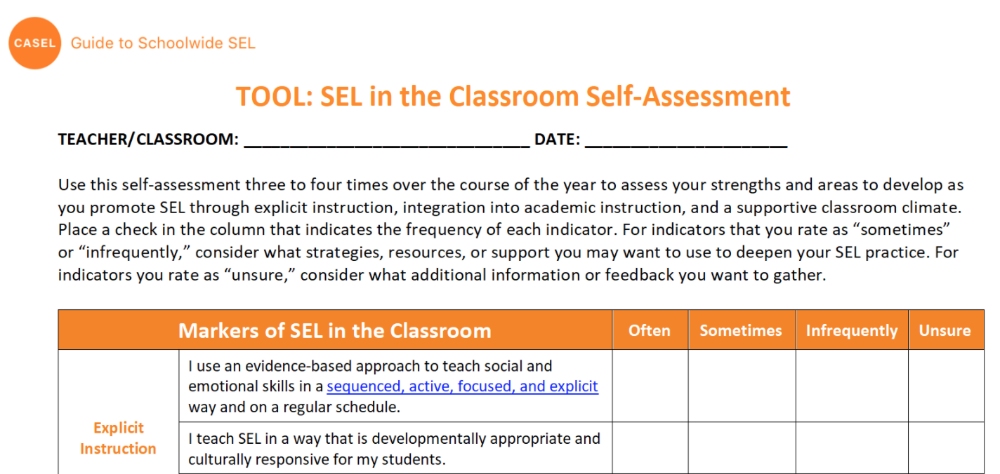 CASEL Guide to Schoolwide SEL
TOOL: SEL in the Classroom Self-Assessment
TEACHER/CLASSROOM: _______________________________ DATE: ______________________
Use this self-assessment three to four times over the course of the year to assess your strengths and areas to develop as
you promote SEL through explicit instruction, integration into academic instruction, and a supportive classroom climate.
Place a check in the column that indicates the frequency of each indicator. For indicators that you rate as “sometimes”
or “infrequently,” consider what strategies, resources, or support you may want to use to deepen your SEL practice. For
indicators you rate as “unsure,” consider what additional information or feedback you want to gather.
Markers of SEL in the Classroom Often Sometimes Infrequently Unsure
Explicit
Instruction
I use an evidence-based approach to teach social and
emotional skills in a sequenced, active, focused, and explicit
way and on a regular schedule.
I teach SEL in a way that is developmentally appropriate and
culturally responsive for my students.